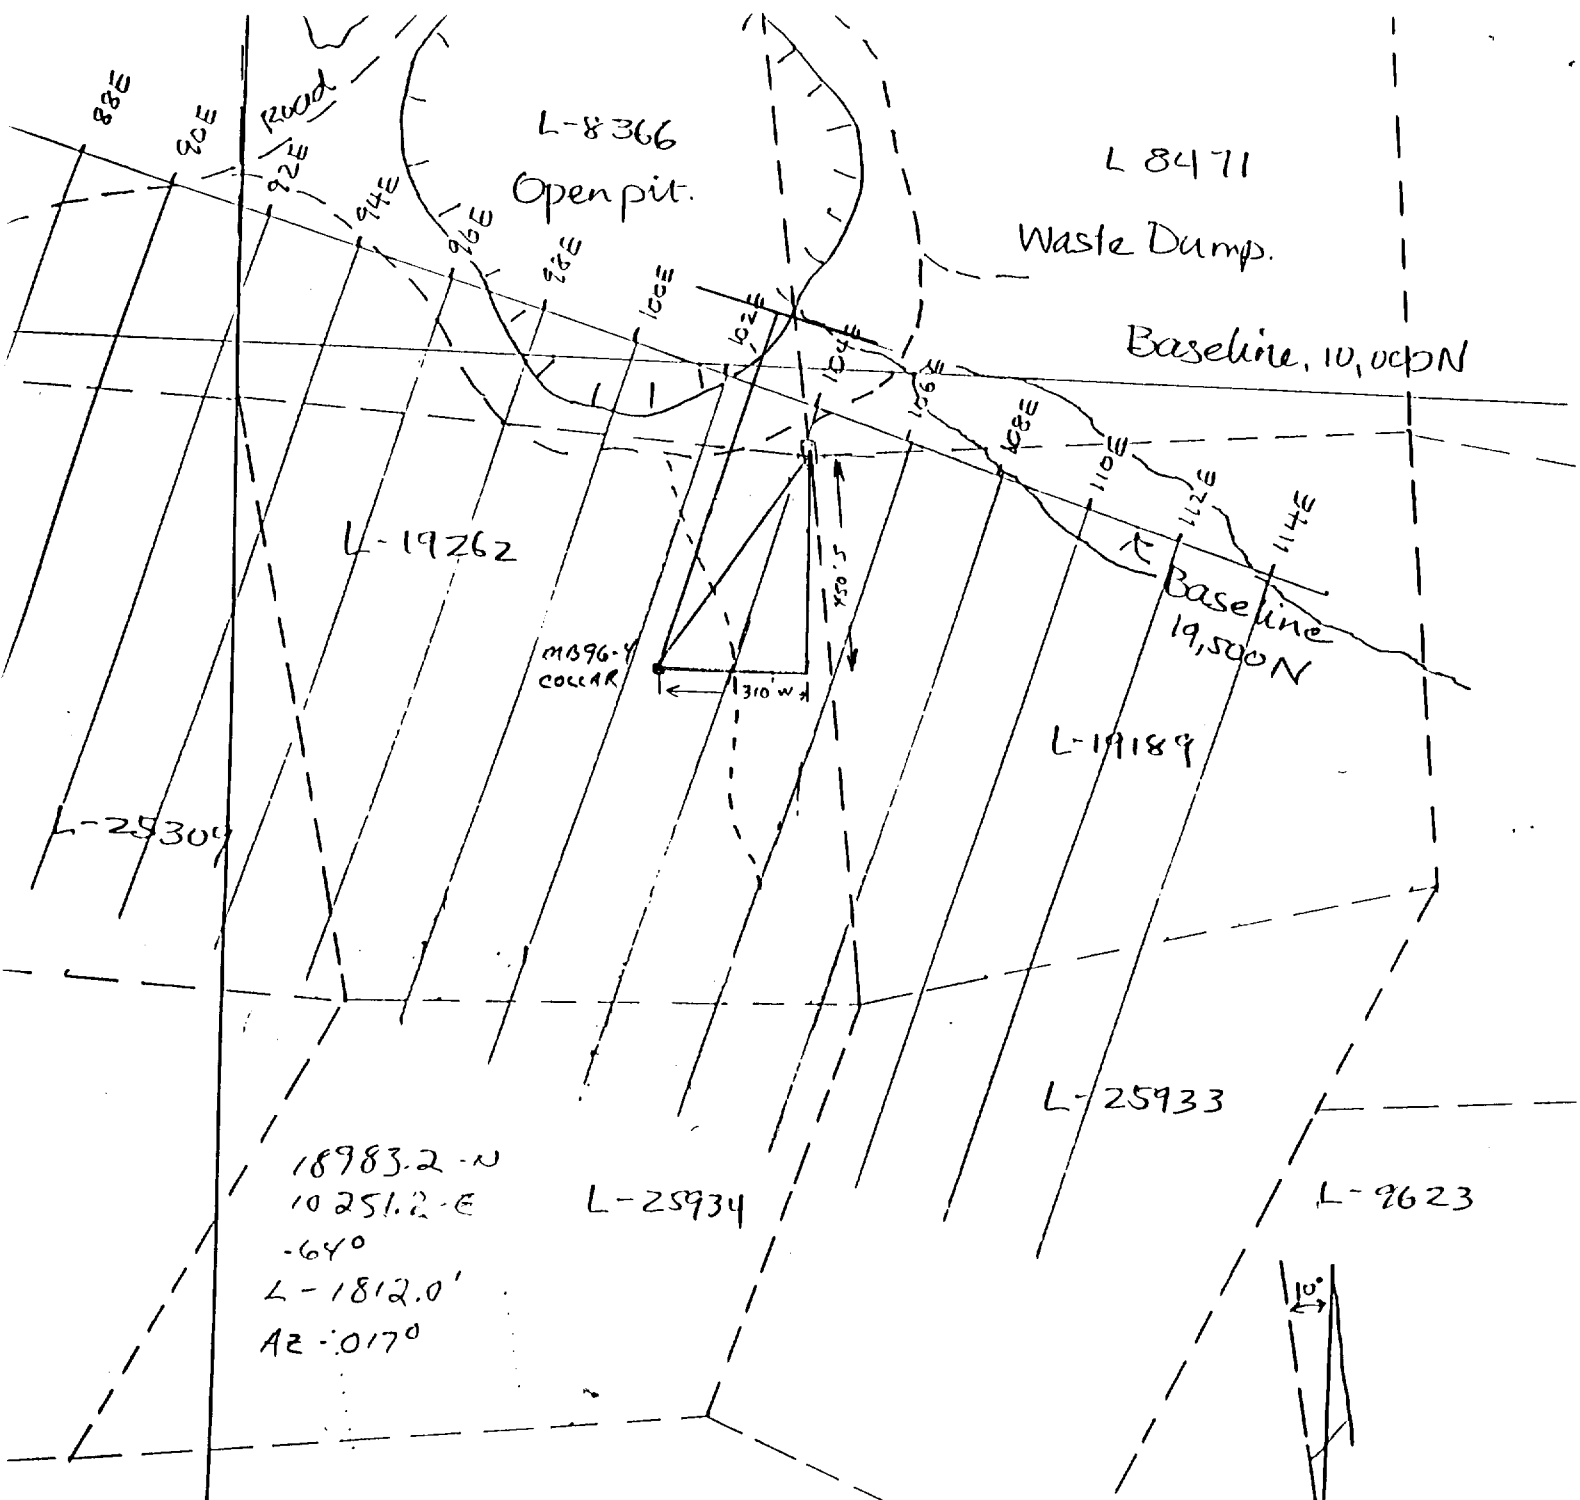 88E
90E
Road
92E
94E
96E
98E
100E
102E
104E
106E
108E
110E
112E
114E
L-8366
Open pit.
L 8471
Waste Dump.
Baseline, 10,000N
L-19262
450'S
Baseline
19,500N
MB96-4
COLLAR
310'W
L-19189
L-25304
L-25933
18983.2-N
10251.2-E
-64°
L-1812.0'
AZ-:017°
L-25934
L-9623
10°